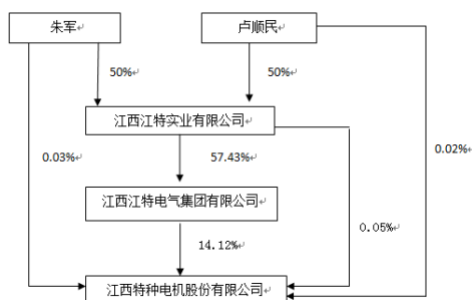 朱军
卢顺民
50%
50%
江西江特实业有限公司
0.03%
57.43%
0.02%
江西江特电气集团有限公司
0.05%
14.12%
江西特种电机股份有限公司